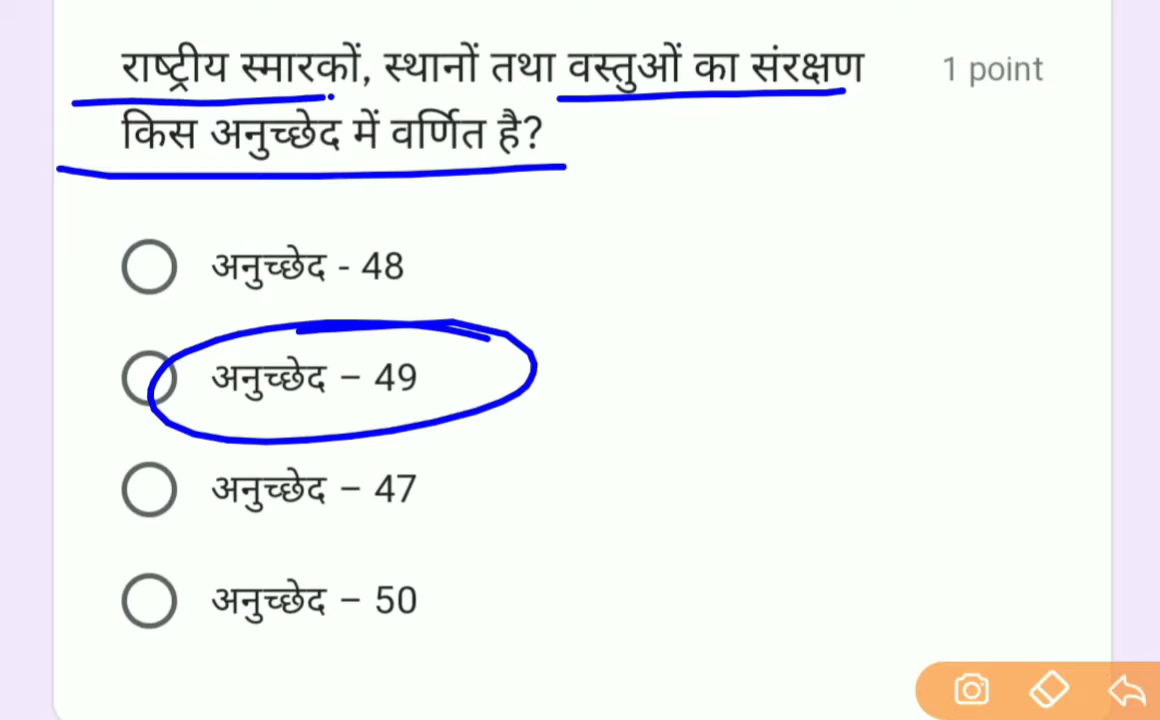 राष्ट्रीय स्मारकों, स्थानों तथा वस्तुओं का संरक्षण 1 point
किस अनुच्छेद में वर्णित है?
अनुच्छेद - 48
अनुच्छेद – 49
अनुच्छेद – 47
अनुच्छेद – 50